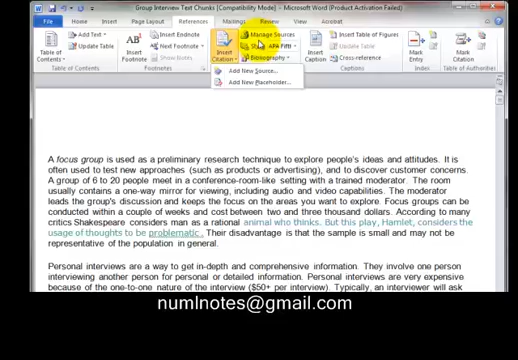 Group Interview Text Chunks [Compatibility Mode] - Microsoft Word (Product Activation Failed)
File Home Insert Page Layout References Mailings Review View Acrobat
Add Text Insert Endnote Manage Sources Insert Table of Figures
Update Table Next Footnote Style: APA Fifth Update Table
Table of Contents Insert Footnote Insert Citation Bibliography Insert Caption Cross-reference
Table of Contents Footnotes Captions
Add New Source...
Add New Placeholder...
A focus group is used as a preliminary research technique to explore people's ideas and attitudes. It is
often used to test new approaches (such as products or advertising), and to discover customer concerns.
A group of 6 to 20 people meet in a conference-room-like setting with a trained moderator. The room
usually contains a one-way mirror for viewing, including audio and video capabilities. The moderator
leads the group's discussion and keeps the focus on the areas you want to explore. Focus groups can be
conducted within a couple of weeks and cost between two and three thousand dollars. According to many
critics Shakespeare considers man as a rational animal who thinks. But this play, Hamlet, considers the
usage of thoughts to be problematic. Their disadvantage is that the sample is small and may not be
representative of the population in general.
Personal interviews are a way to get in-depth and comprehensive information. They involve one person
interviewing another person for personal or detailed information. Personal interviews are very expensive
because of the one-to-one nature of the interview ($50+ per interview). Typically, an interviewer will ask
numlnotes@gmail.com